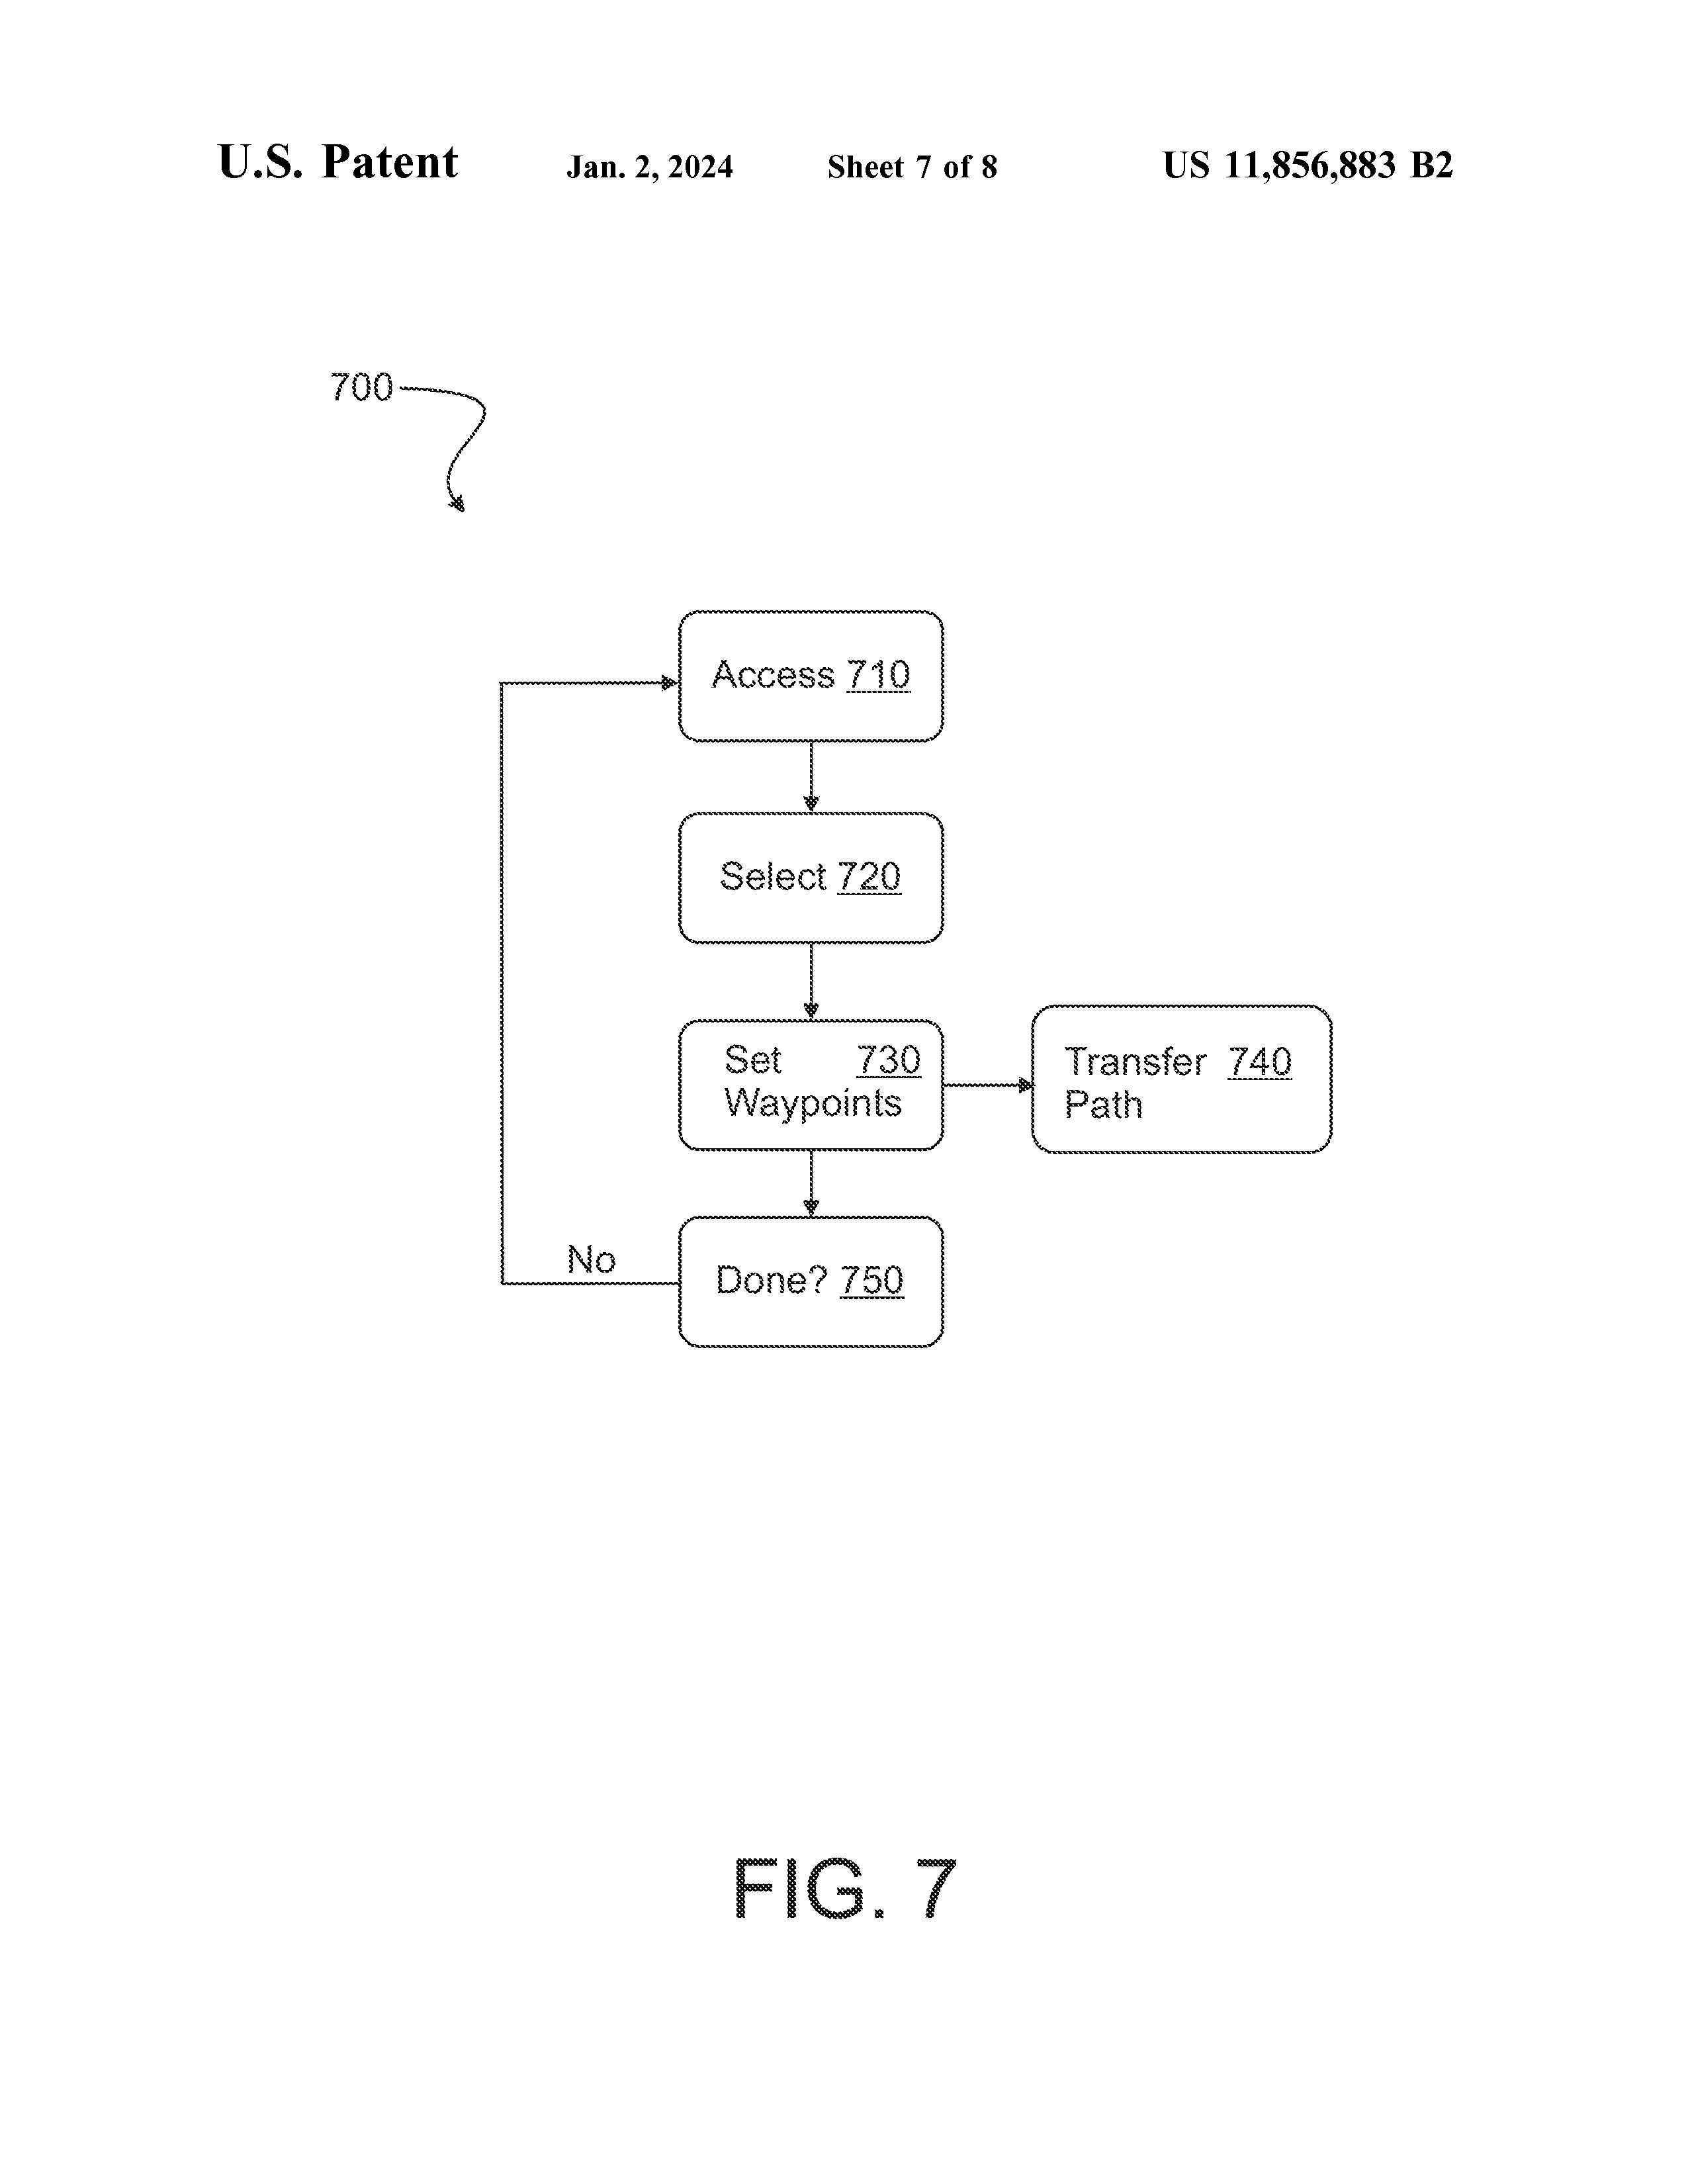 U.S. Patent Jan. 2, 2024 Sheet 7 of 8 US 11,856,883 B2
700
Access 710
Select 720
Set 730
Waypoints
Transfer 740
Path
No
Done? 750
FIG. 7